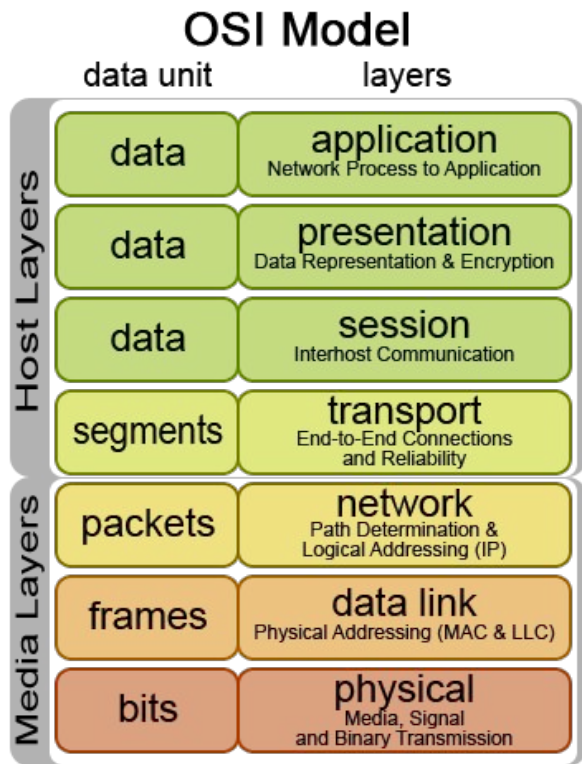 OSI Model
data unit
layers
Host Layers
data
application
Network Process to Application
data
presentation
Data Representation & Encryption
data
session
Interhost Communication
segments
transport
End-to-End Connections
and Reliability
Media Layers
packets
network
Path Determination &
Logical Addressing (IP)
frames
data link
Physical Addressing (MAC & LLC)
bits
physical
Media, Signal
and Binary Transmission